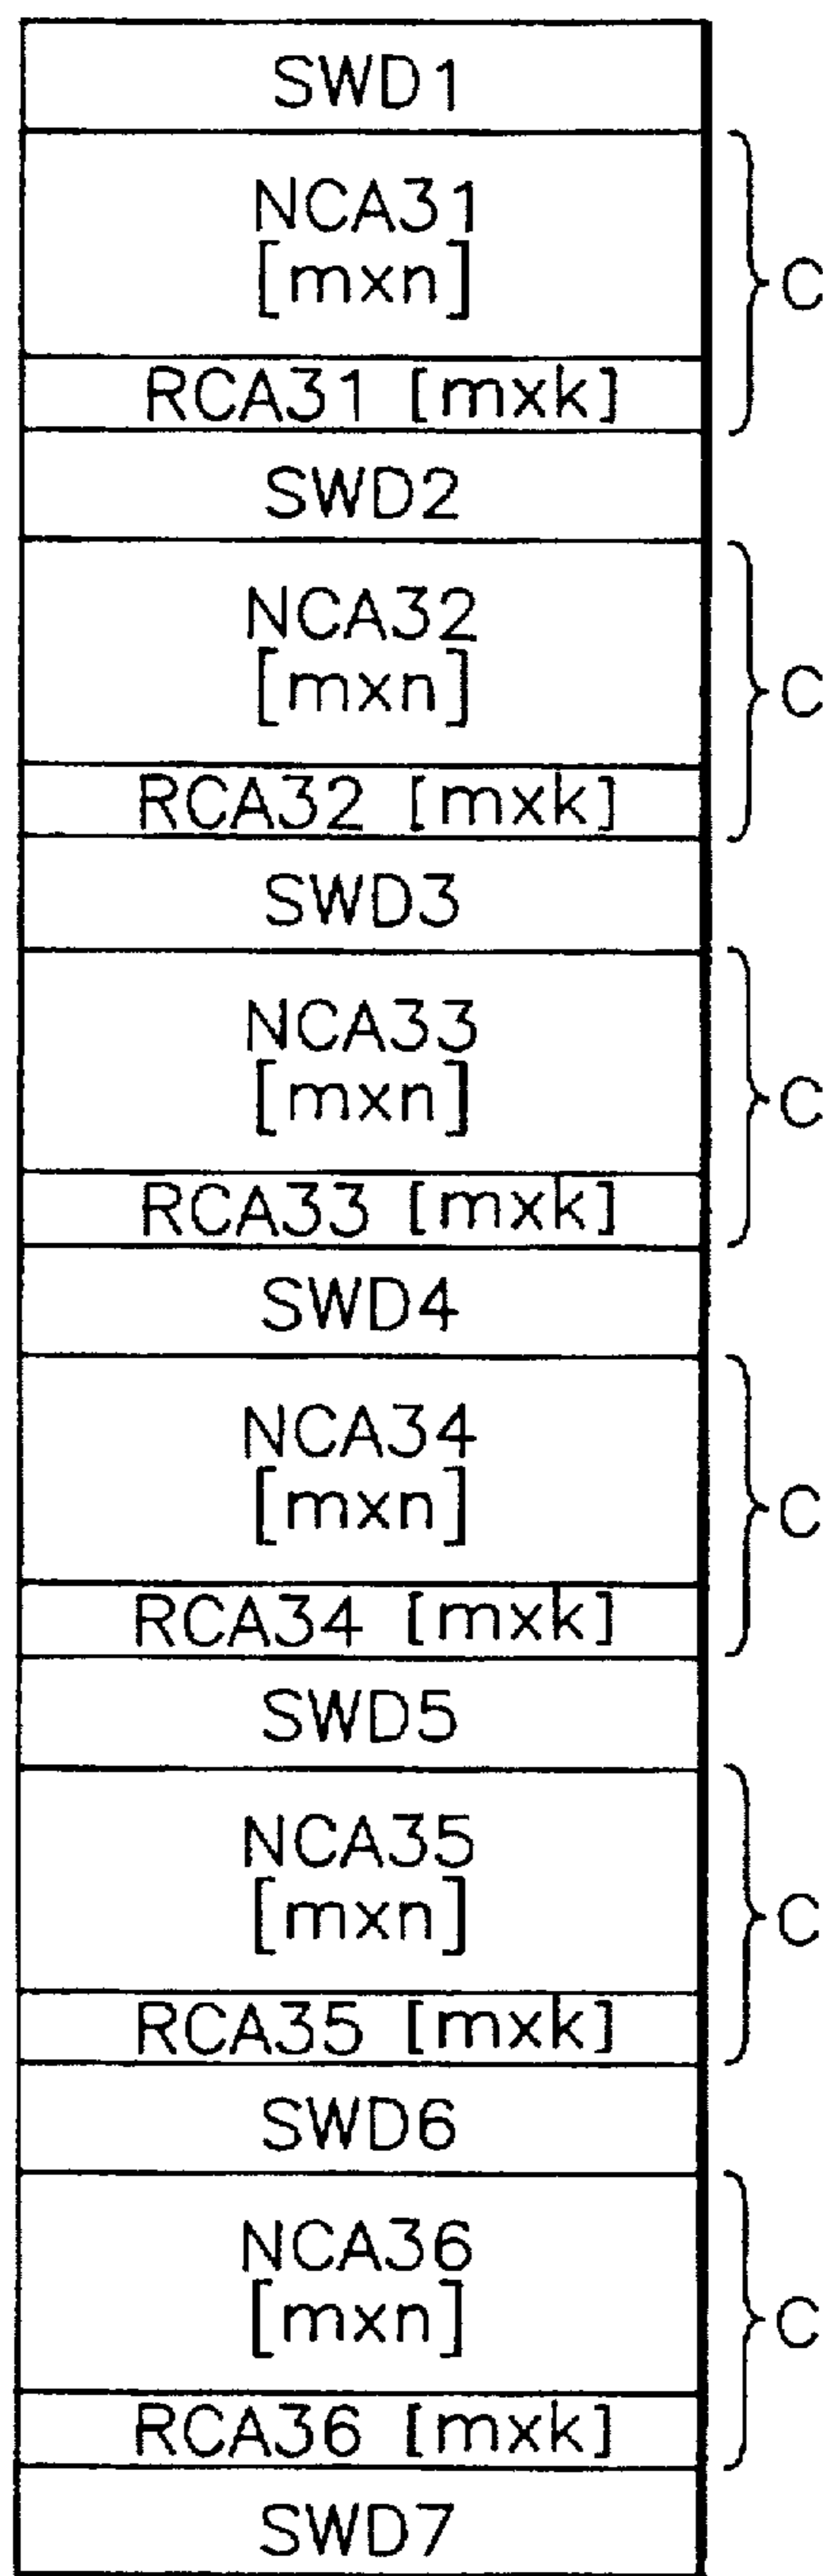 SWD1
NCA31
[mxn]
C
RCA31 [mxk]
SWD2
NCA32
[mxn]
C
RCA32 [mxk]
SWD3
NCA33
[mxn]
C
RCA33 [mxk]
SWD4
NCA34
[mxn]
C
RCA34 [mxk]
SWD5
NCA35
[mxn]
C
RCA35 [mxk]
SWD6
NCA36
[mxn]
C
RCA36 [mxk]
SWD7